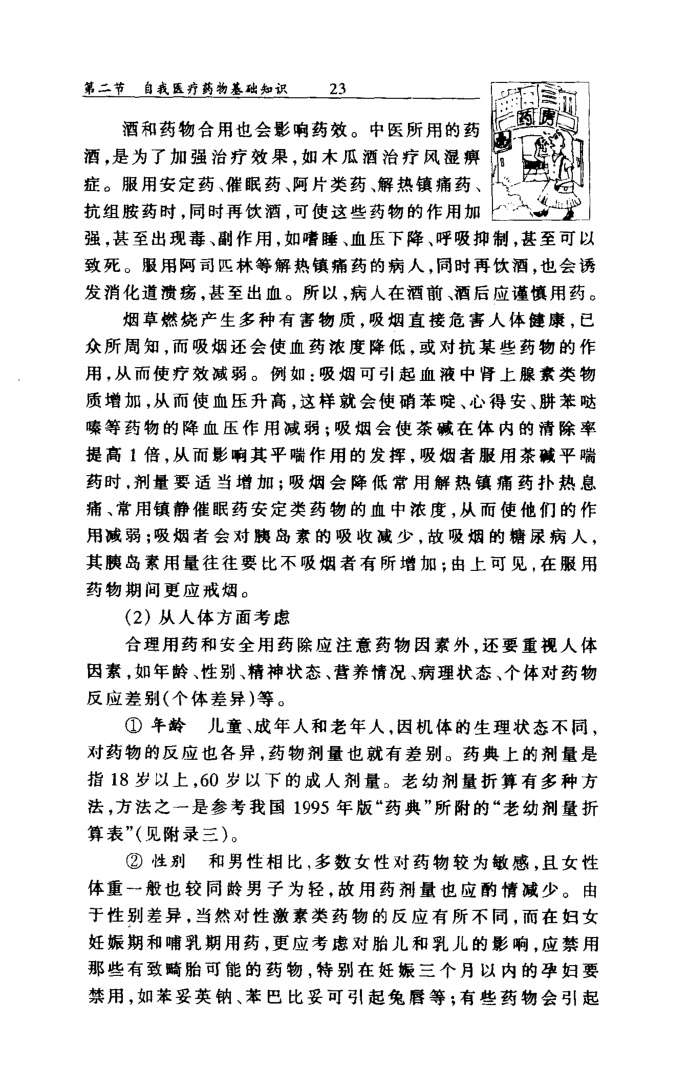 第二节　自我医疗药物基础知识　23
药房
酒和药物合用也会影响药效。中医所用的药
酒,是为了加强治疗效果,如木瓜酒治疗风湿痹
症。服用安定药、催眠药、阿片类药、解热镇痛药、
抗组胺药时,同时再饮酒,可使这些药物的作用加
强,甚至出现毒、副作用,如嗜睡、血压下降、呼吸抑制,甚至可以
致死。服用阿司匹林等解热镇痛药的病人,同时再饮酒,也会诱
发消化道溃疡,甚至出血。所以,病人在酒前、酒后应谨慎用药。
烟草燃烧产生多种有害物质,吸烟直接危害人体健康,已
众所周知,而吸烟还会使血药浓度降低,或对抗某些药物的作
用,从而使疗效减弱。例如:吸烟可引起血液中肾上腺素类物
质增加,从而使血压升高,这样就会使硝苯啶、心得安、肼苯哒
嗪等药物的降血压作用减弱;吸烟会使茶碱在体内的清除率
提高 1 倍,从而影响其平喘作用的发挥,吸烟者服用茶碱平喘
药时,剂量要适当增加;吸烟会降低常用解热镇痛药扑热息
痛、常用镇静催眠药安定类药物的血中浓度,从而使他们的作
用减弱;吸烟者会对胰岛素的吸收减少,故吸烟的糖尿病人,
其胰岛素用量往往要比不吸烟者有所增加;由上可见,在服用
药物期间更应戒烟。
(2) 从人体方面考虑
合理用药和安全用药除应注意药物因素外,还要重视人体
因素,如年龄、性别、精神状态、营养情况、病理状态、个体对药物
反应差别(个体差异)等。
① 年龄　儿童、成年人和老年人,因机体的生理状态不同,
对药物的反应也各异,药物剂量也就有差别。药典上的剂量是
指 18 岁以上,60 岁以下的成人剂量。老幼剂量折算有多种方
法,方法之一是参考我国 1995 年版“药典”所附的“老幼剂量折
算表”(见附录三)。
② 性别　和男性相比,多数女性对药物较为敏感,且女性
体重一般也较同龄男子为轻,故用药剂量也应酌情减少。由
于性别差异,当然对性激素类药物的反应有所不同,而在妇女
妊娠期和哺乳期用药,更应考虑对胎儿和乳儿的影响,应禁用
那些有致畸胎可能的药物,特别在妊娠三个月以内的孕妇要
禁用,如苯妥英钠、苯巴比妥可引起兔唇等;有些药物会引起